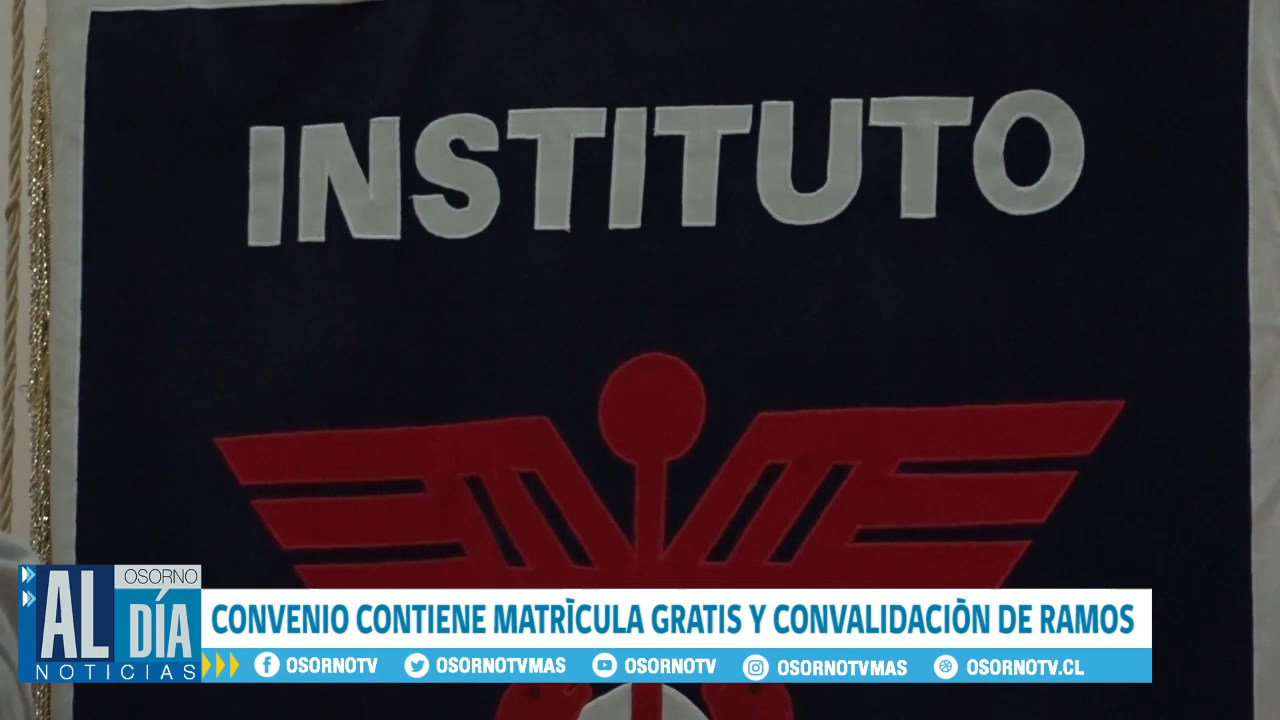 INSTITUTO
OSORNO
AL DÍA
NOTICIAS
CONVENIO CONTIENE MATRÌCULA GRATIS Y CONVALIDACIÒN DE RAMOS
OSORNOTV OSORNOTVMAS OSORNOTV OSORNOTVMAS OSORNOTV.CL